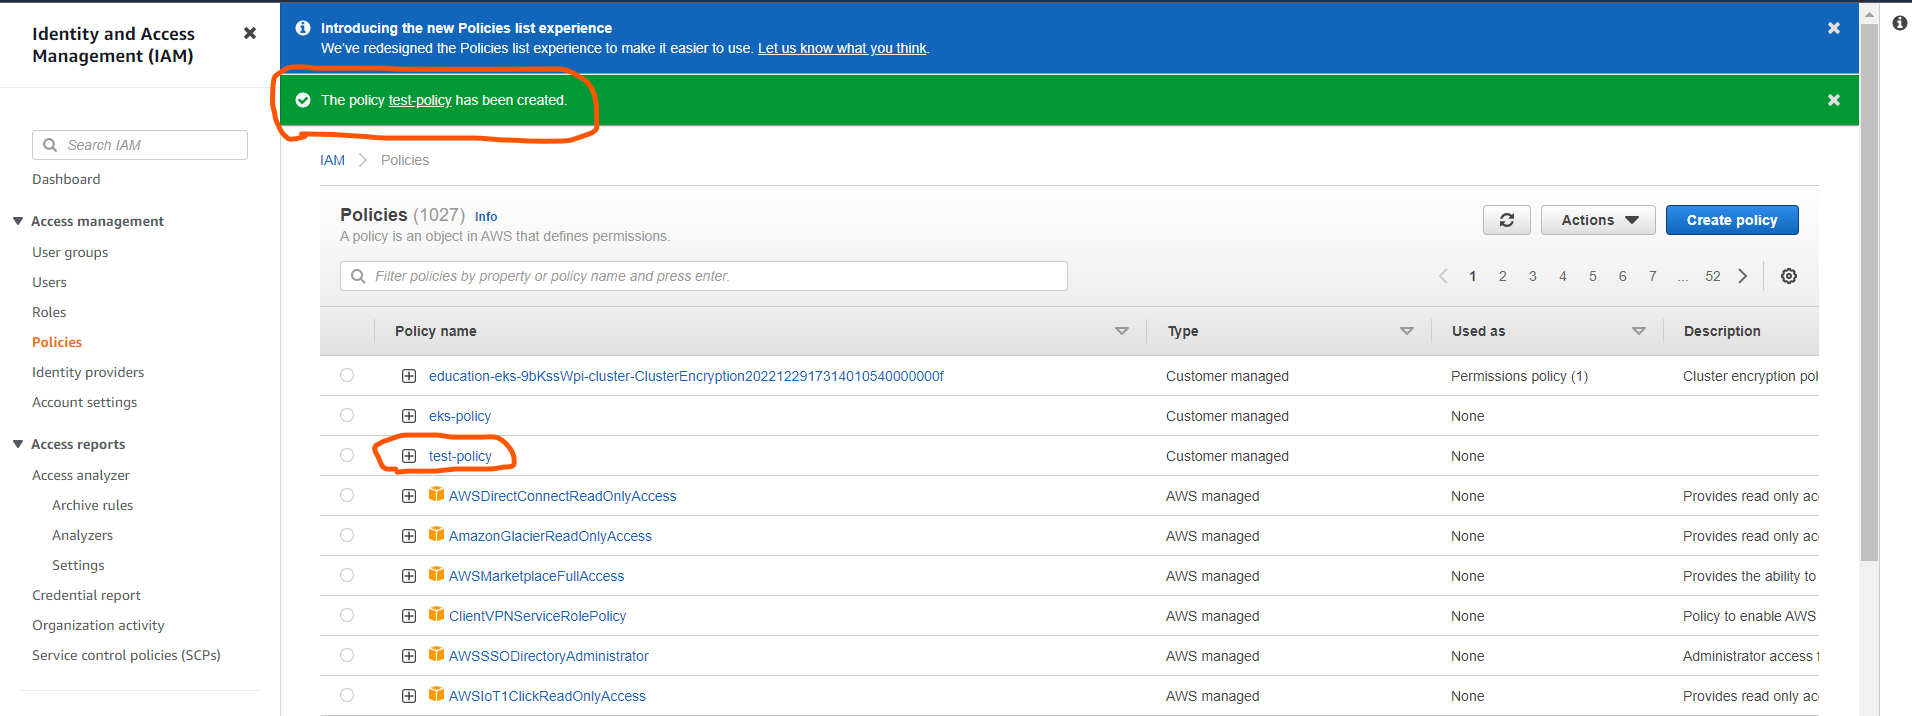 Identity and Access
Management (IAM)
Search IAM
Dashboard
Access management
User groups
Users
Roles
Policies
Identity providers
Account settings
Access reports
Access analyzer
Archive rules
Analyzers
Settings
Credential report
Organization activity
Service control policies (SCPs)
Introducing the new Policies list experience
We've redesigned the Policies list experience to make it easier to use. Let us know what you think.
The policy test-policy has been created.
IAM Policies
Policies (1027) Info
A policy is an object in AWS that defines permissions.
Actions
Create policy
Filter policies by property or policy name and press enter.
1 2 3 4 5 6 7 ... 52
Policy name Type Used as Description
education-eks-9bKssWpi-cluster-ClusterEncryption2022122917314010540000000f Customer managed Permissions policy (1) Cluster encryption pol
eks-policy Customer managed None
test-policy Customer managed None
AWSDirectConnectReadOnlyAccess AWS managed None Provides read only ac
AmazonGlacierReadOnlyAccess AWS managed None Provides read only ac
AWSMarketplaceFullAccess AWS managed None Provides the ability to
ClientVPNServiceRolePolicy AWS managed None Policy to enable AWS
AWSSSODirectoryAdministrator AWS managed None Administrator access f
AWSIoT1ClickReadOnlyAccess AWS managed None Provides read only ac